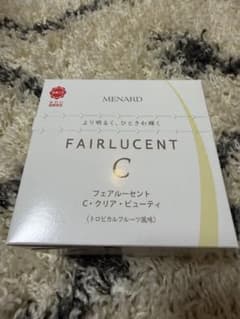 MENARD
より明るく、ひときわ輝く
FAIRLUCENT
C
フェアルーセント
C・クリア・ビューティ
〈トロピカルフルーツ風味〉